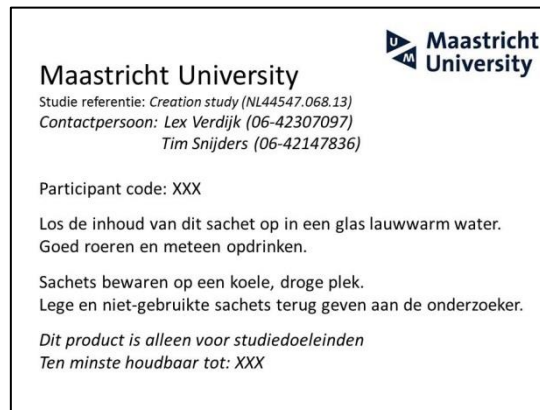 UM Maastricht University
Maastricht University
Studie referentie: Creation study (NL44547.068.13)
Contactpersoon: Lex Verdijk (06-42307097)
Tim Snijders (06-42147836)
Participant code: XXX
Los de inhoud van dit sachet op in een glas lauwwarm water.
Goed roeren en meteen opdrinken.
Sachets bewaren op een koele, droge plek.
Lege en niet-gebruikte sachets terug geven aan de onderzoeker.
Dit product is alleen voor studiedoeleinden
Ten minste houdbaar tot: XXX